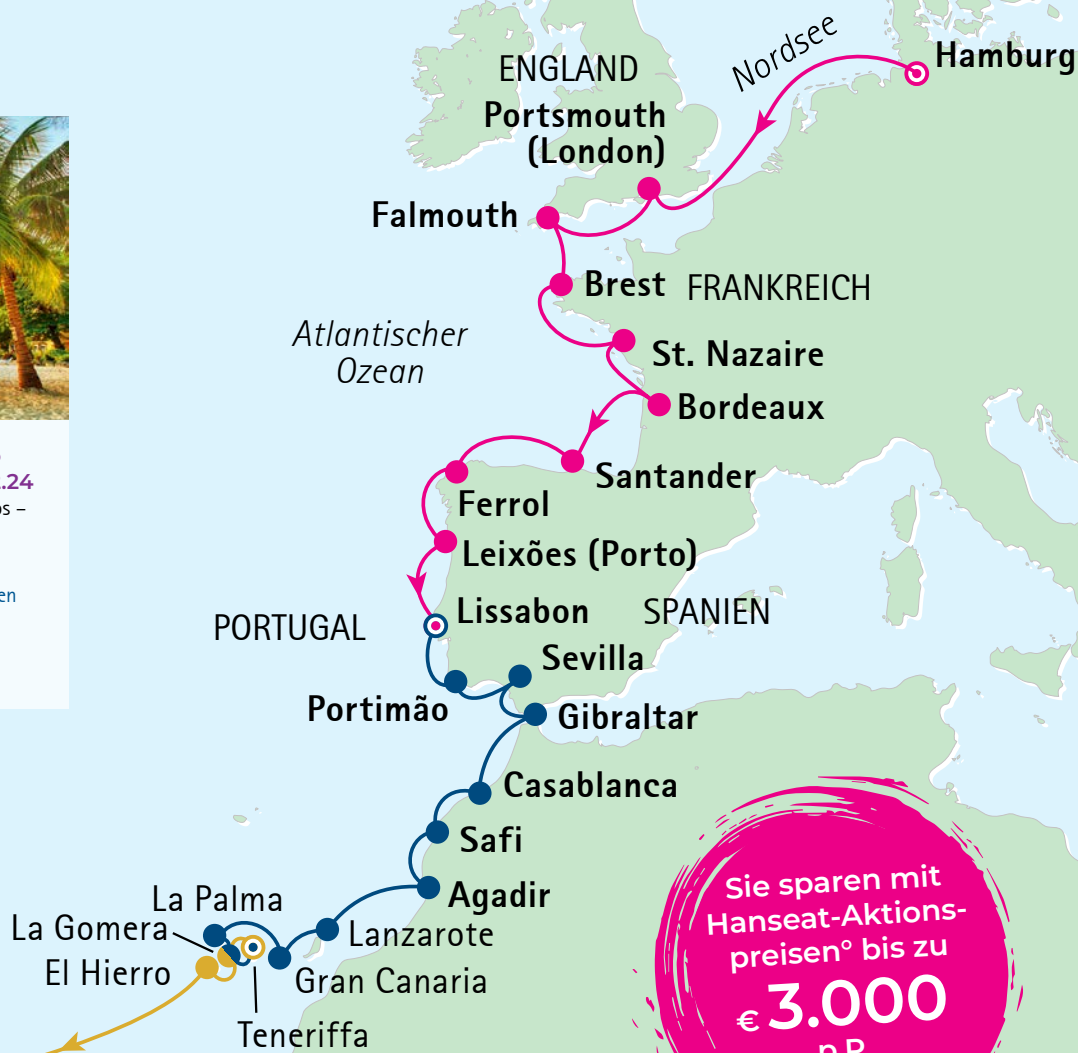 Nordsee
Hamburg
ENGLAND
Portsmouth
(London)
Falmouth
Brest
FRANKREICH
Atlantischer
Ozean
St. Nazaire
Bordeaux
Santander
.24
Ferrol
Leixões (Porto)
Lissabon
SPANIEN
PORTUGAL
Sevilla
Portimão
Gibraltar
Casablanca
Safi
Agadir
La Palma
La Gomera
Lanzarote
El Hierro
Gran Canaria
Teneriffa
Sie sparen mit
Hanseat-Aktions-
preisen° bis zu
€ 3.000